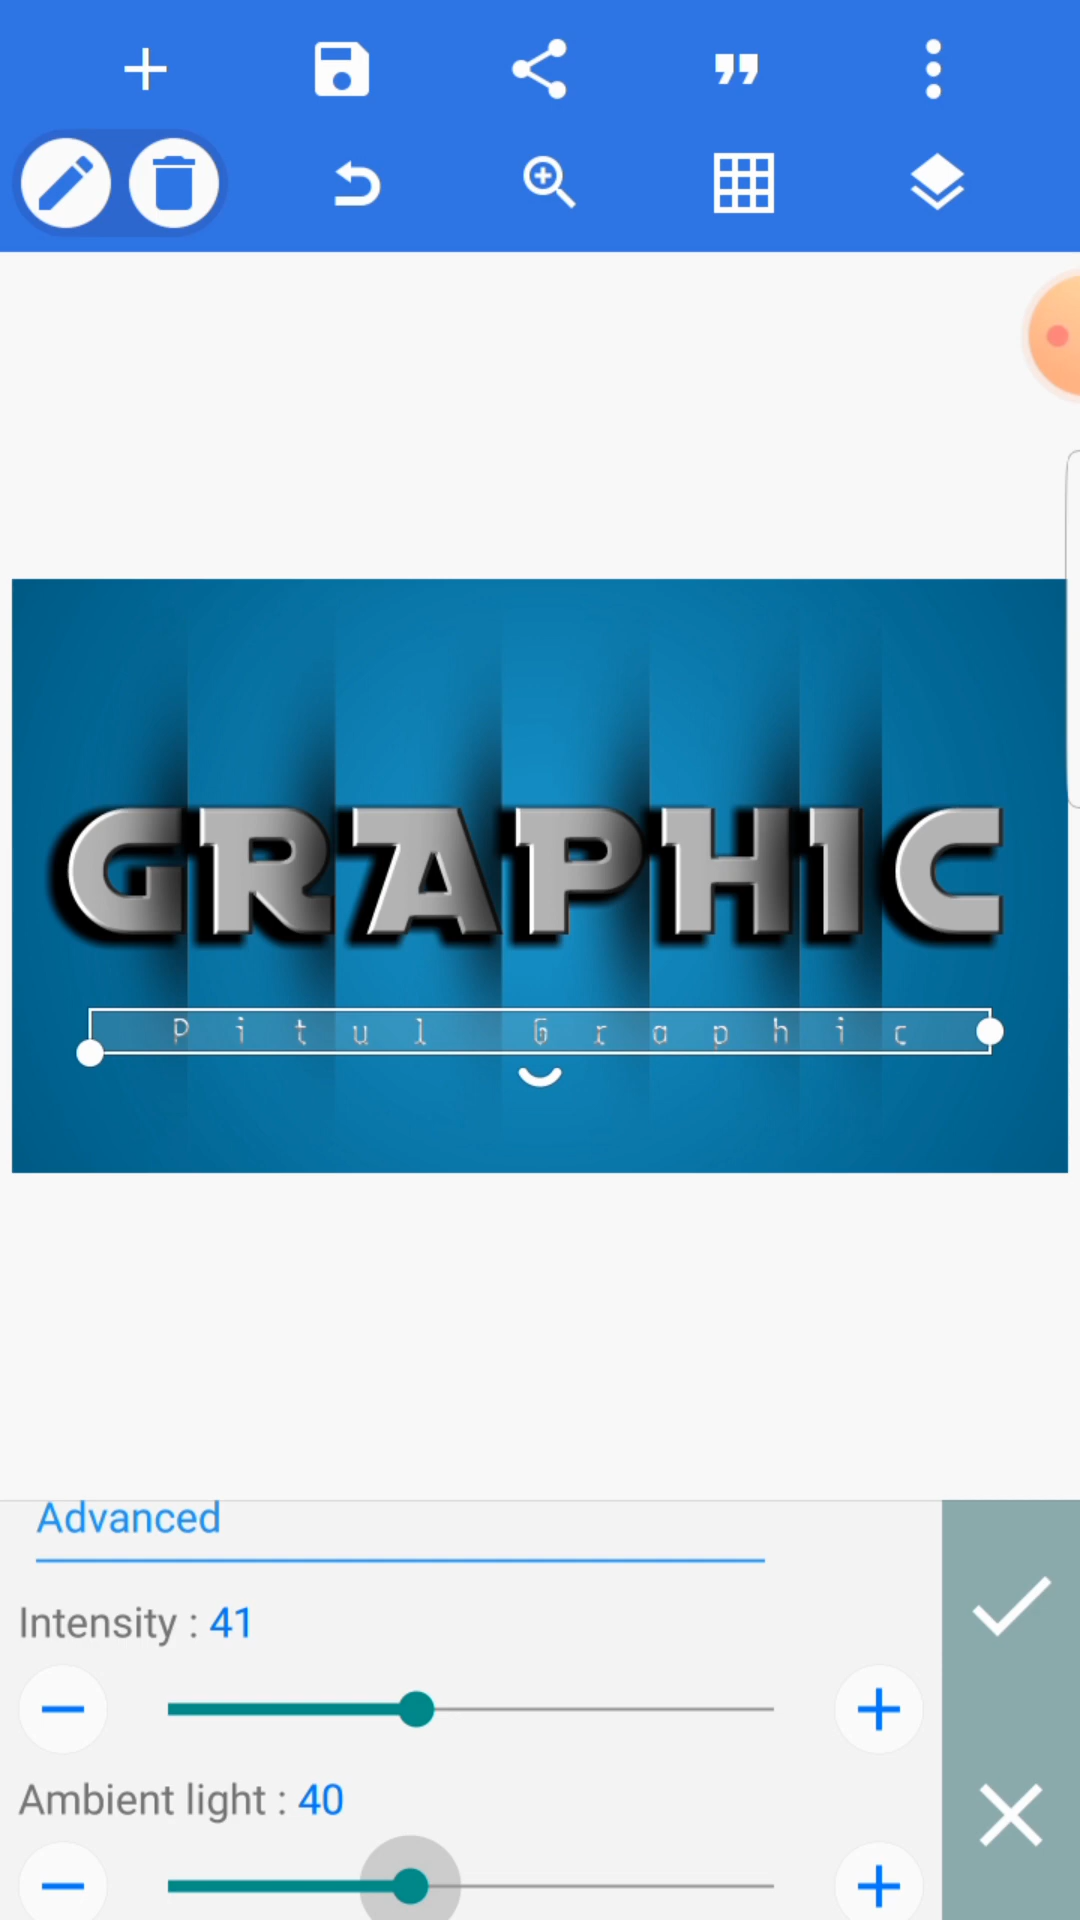 GRAPHIC
Pitul Graphic
Advanced
Intensity : 41
Ambient light : 40